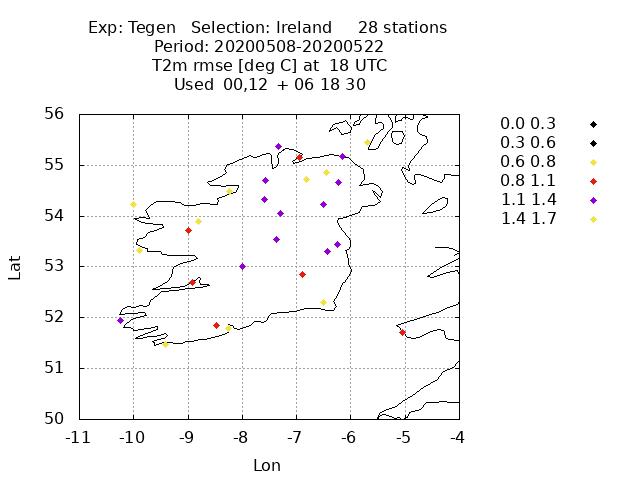 Exp: Tegen Selection: Ireland 28 stations
Period: 20200508-20200522
T2m rmse [deg C] at 18 UTC
Used 00,12 + 06 18 30
56
55
54
53
52
51
50
-11 -10 -9 -8 -7 -6 -5 -4
Lat
Lon
0.0 0.3
0.3 0.6
0.6 0.8
0.8 1.1
1.1 1.4
1.4 1.7